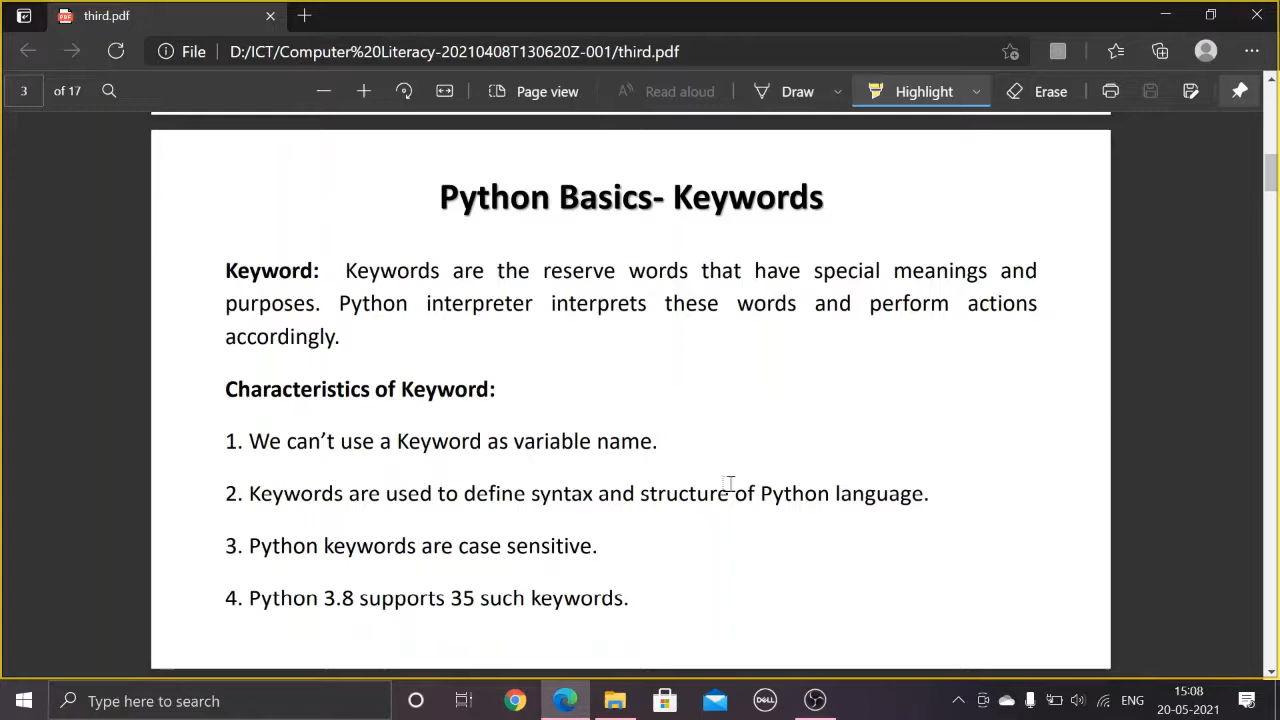 third.pdf
File D:/ICT/Computer%20Literacy-20210408T130620Z-001/third.pdf
3 of 17 Page view Read aloud Draw Highlight Erase
Python Basics- Keywords
Keyword: Keywords are the reserve words that have special meanings and
purposes. Python interpreter interprets these words and perform actions
accordingly.
Characteristics of Keyword:
1. We can’t use a Keyword as variable name.
2. Keywords are used to define syntax and structure of Python language.
3. Python keywords are case sensitive.
4. Python 3.8 supports 35 such keywords.
Type here to search
DELL
ENG
15:08
20-05-2021